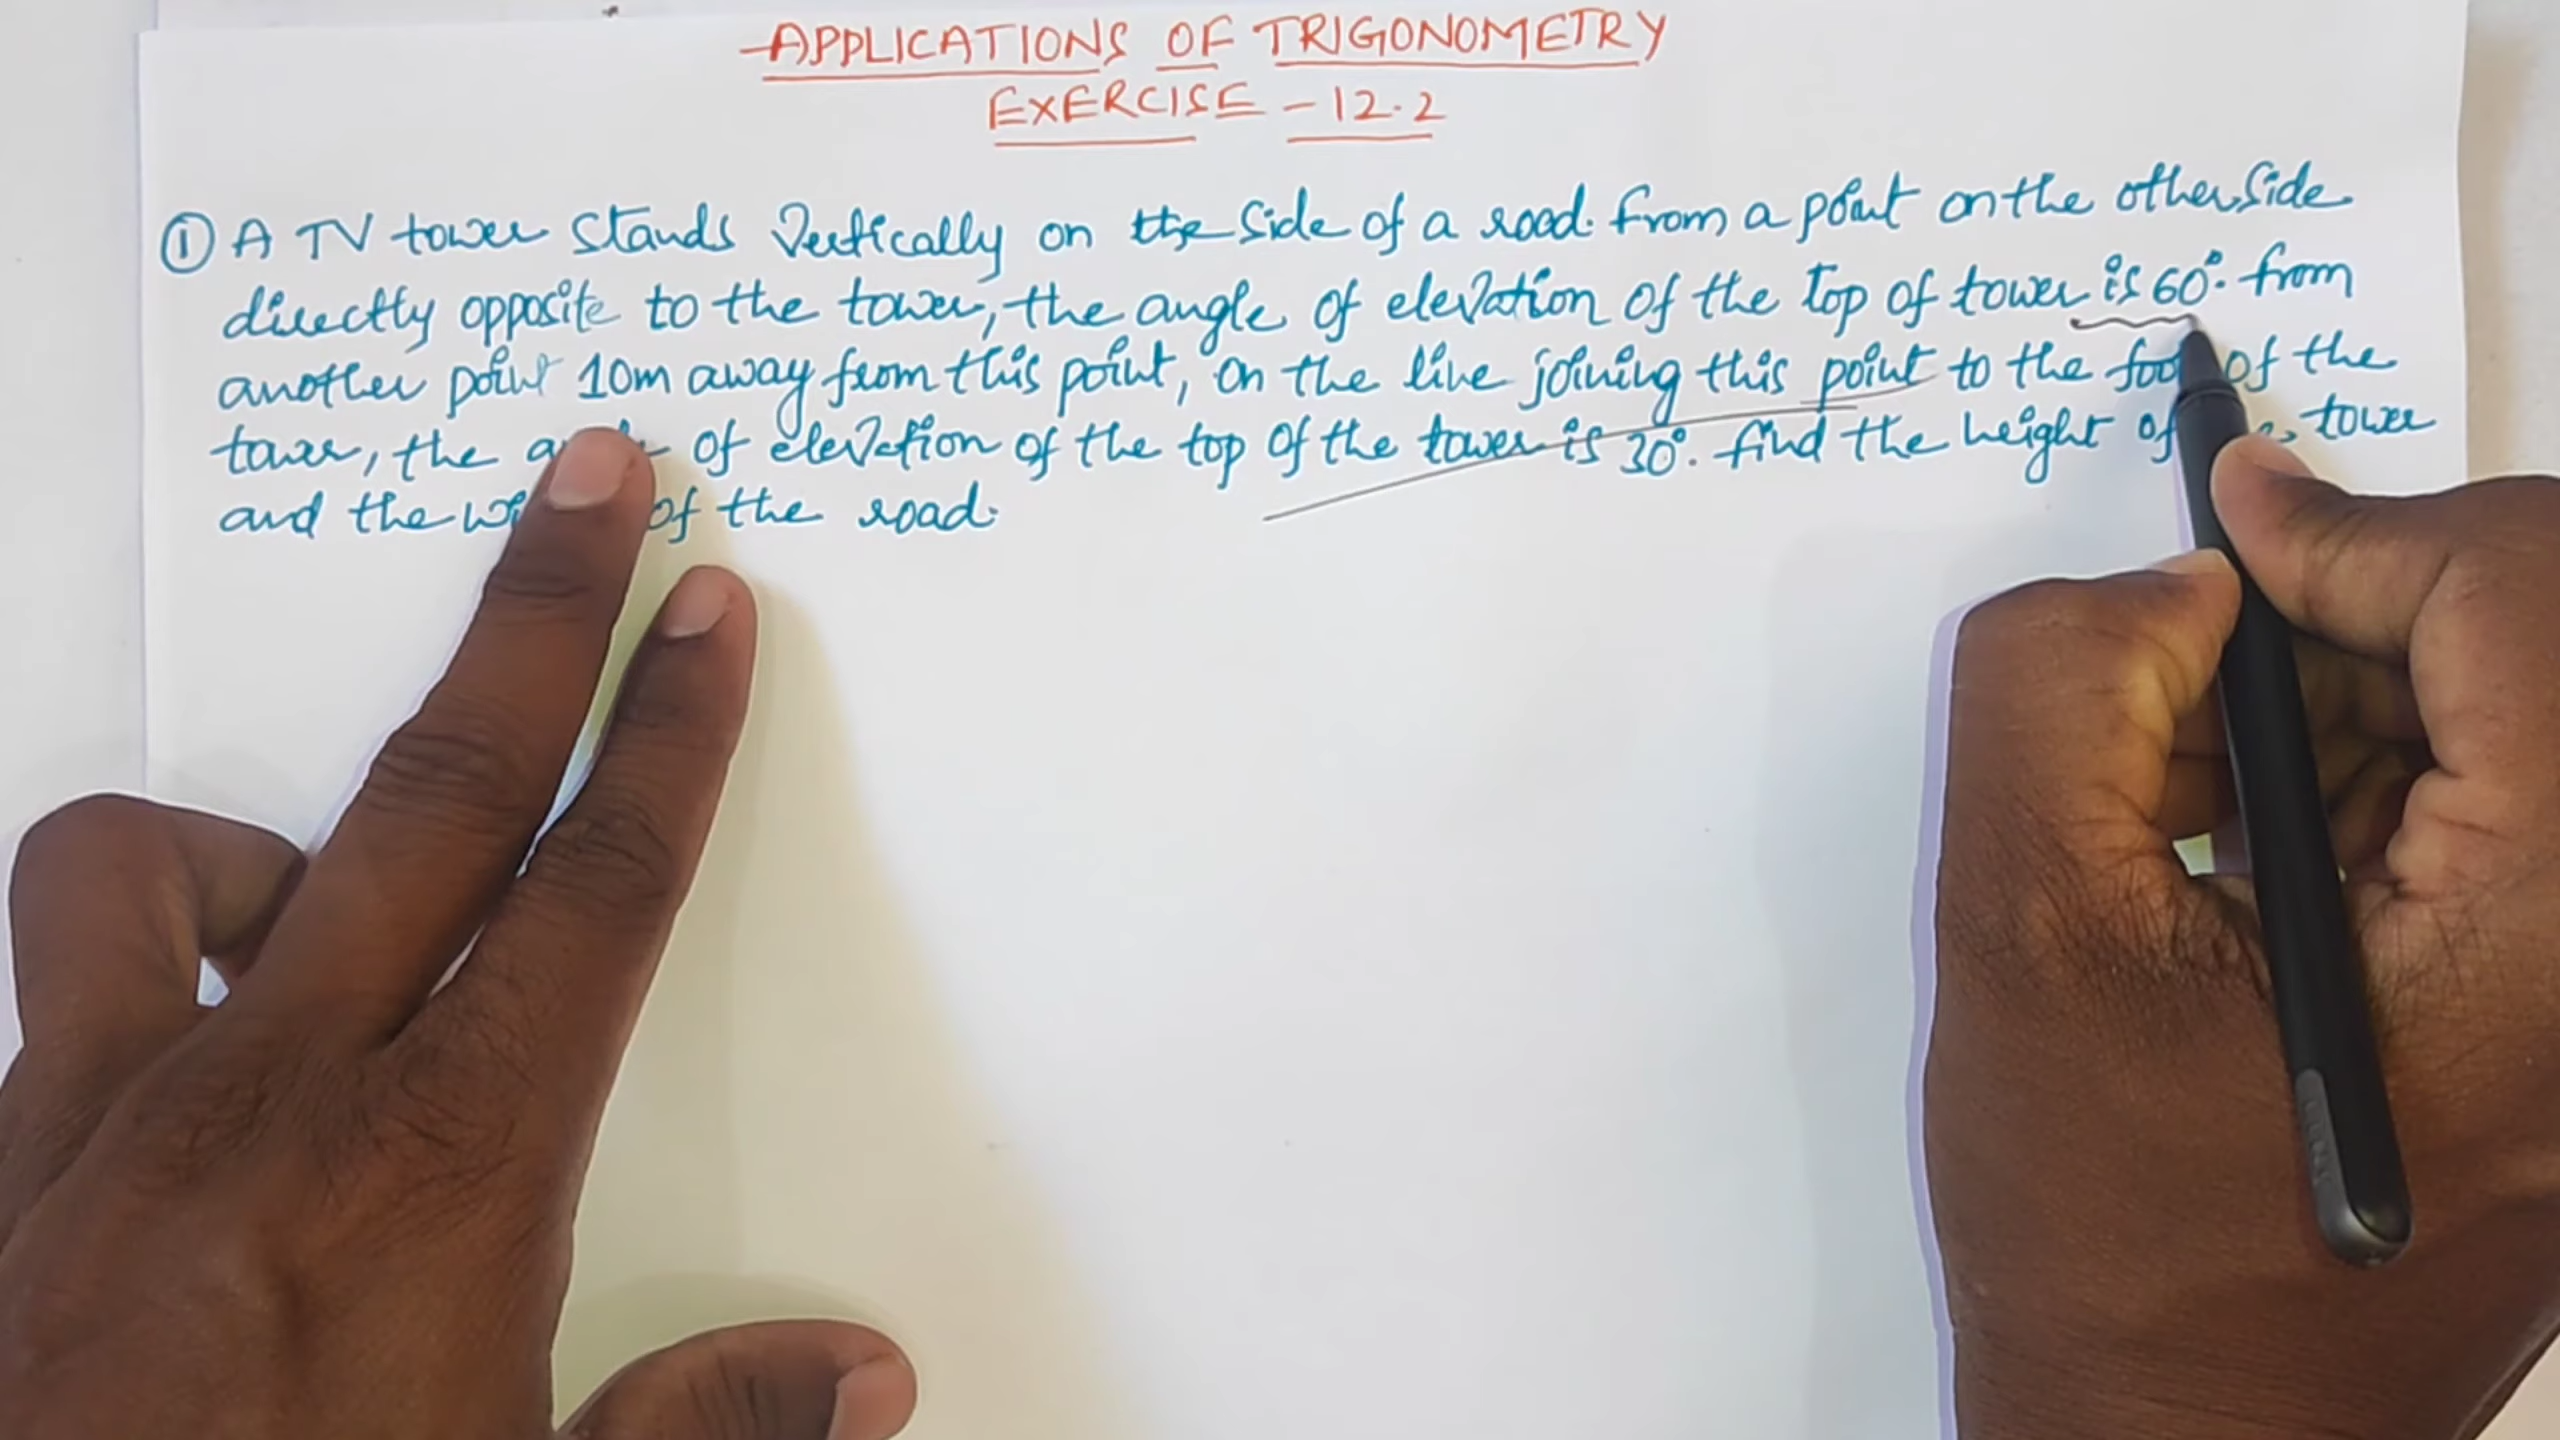 APPLICATIONS OF TRIGONOMETRY
EXERCISE - 12.2
① A TV tower stands Vertically on the side of a road. from a point on the other side
directly opposite to the tower, the angle of elevation of the top of tower is 60°. from
another point 10m away from this point, on the line joining this point to the of the
tower, the of elevation of the top of the tower is 30°. find the height of tower
and the of the road.